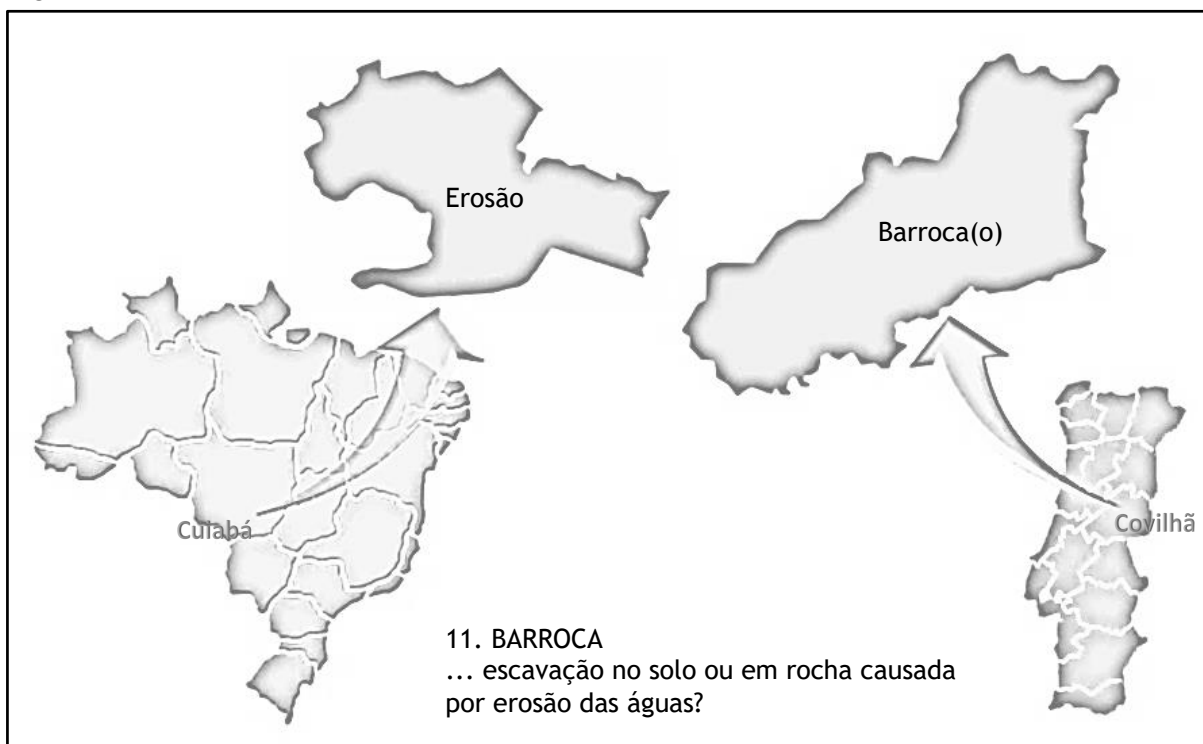 Erosão
Barroca(o)
Cuiabá
Covilhã
11. BARROCA
... escavação no solo ou em rocha causada
por erosão das águas?